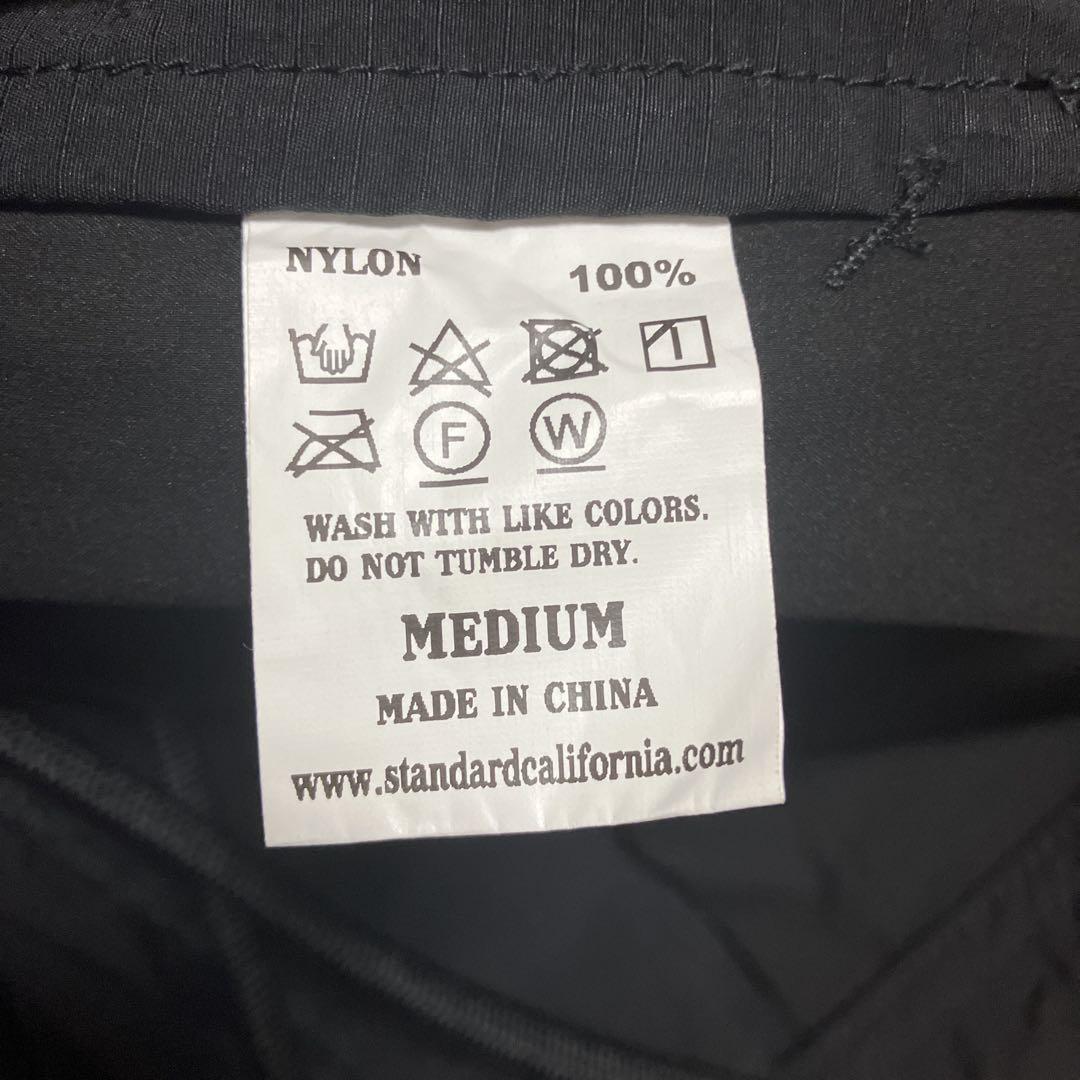 NYLON 100%
F W
WASH WITH LIKE COLORS.
DO NOT TUMBLE DRY.
MEDIUM
MADE IN CHINA
www.standardcalifornia.com